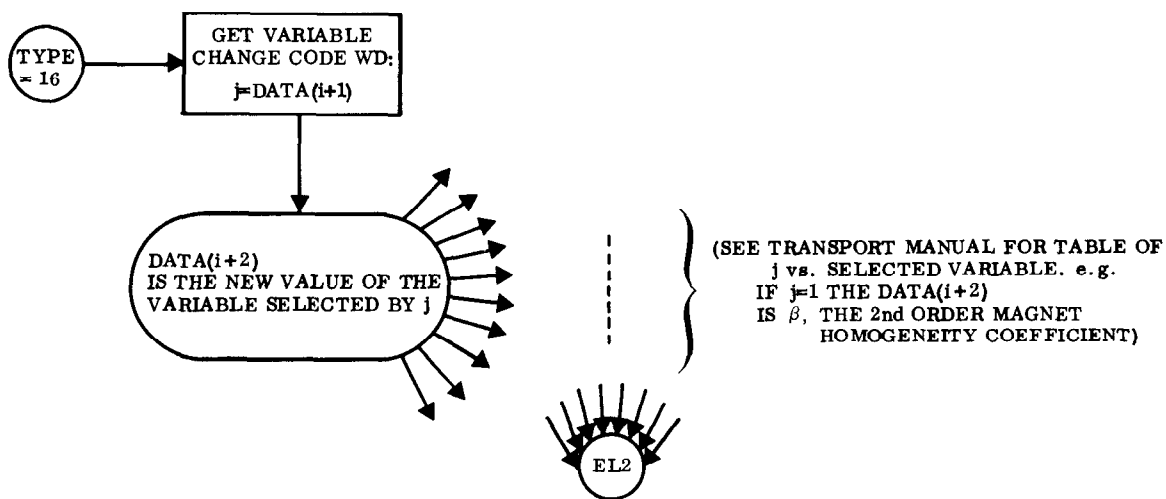 TYPE
= 16
GET VARIABLE
CHANGE CODE WD:
j=DATA(i+1)
DATA(i+2)
IS THE NEW VALUE OF THE
VARIABLE SELECTED BY j
(SEE TRANSPORT MANUAL FOR TABLE OF
j vs. SELECTED VARIABLE. e.g.
IF j=1 THE DATA(i+2)
IS β, THE 2nd ORDER MAGNET
HOMOGENEITY COEFFICIENT)
EL2